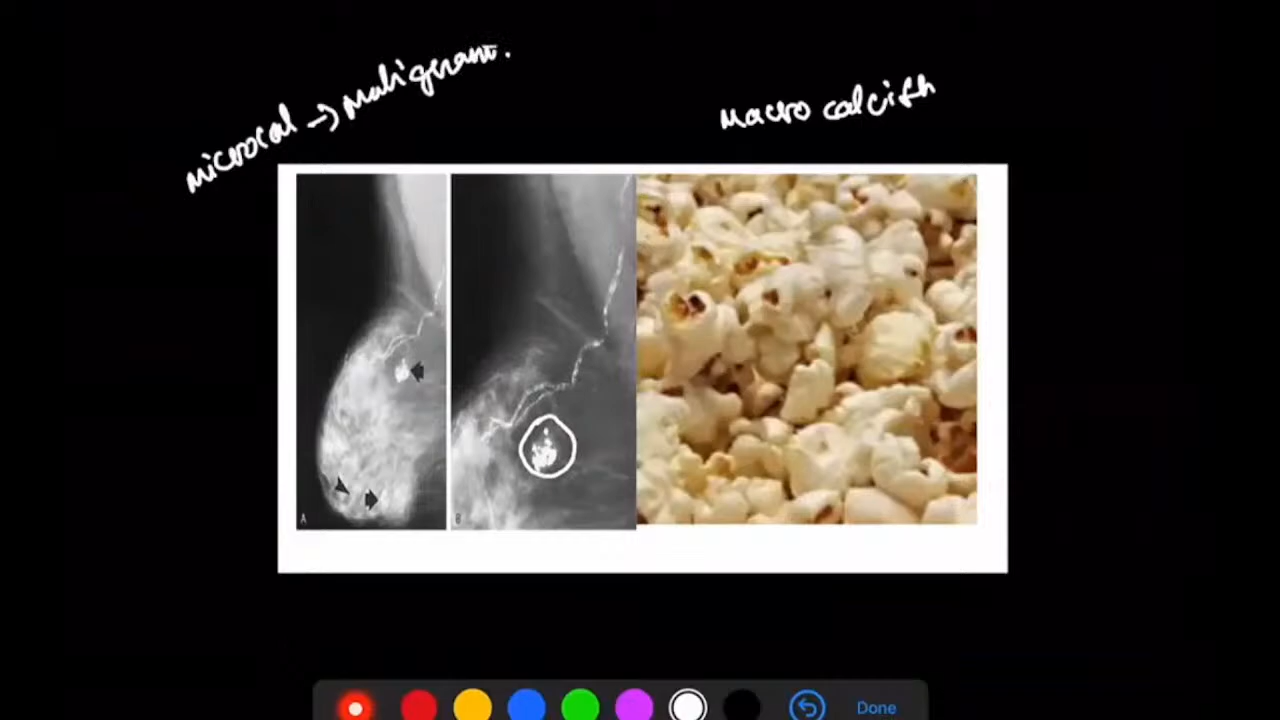 microcal → malignant.
macro calcifn
A
B
Done